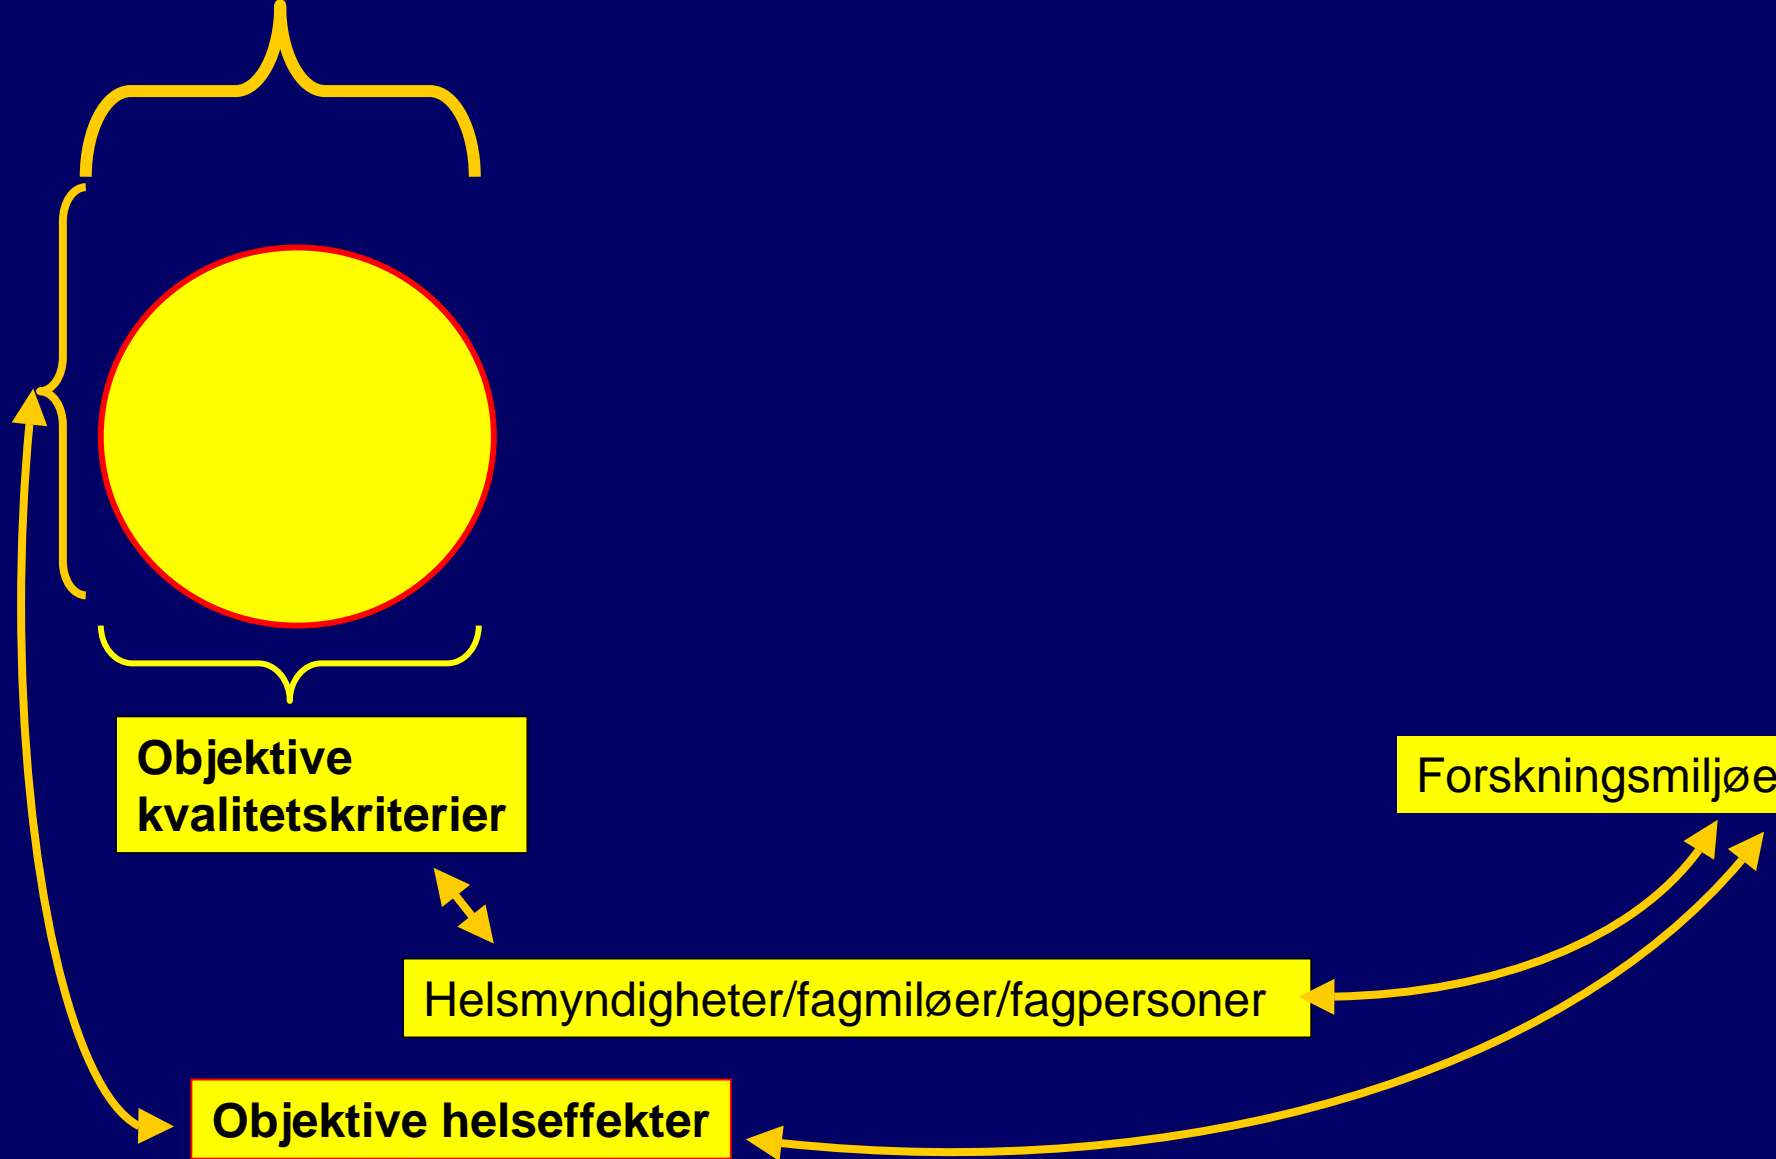 Objektive
kvalitetskriterier
Forskningsmiljøe
Helsmyndigheter/fagmiløer/fagpersoner
Objektive helseffekter